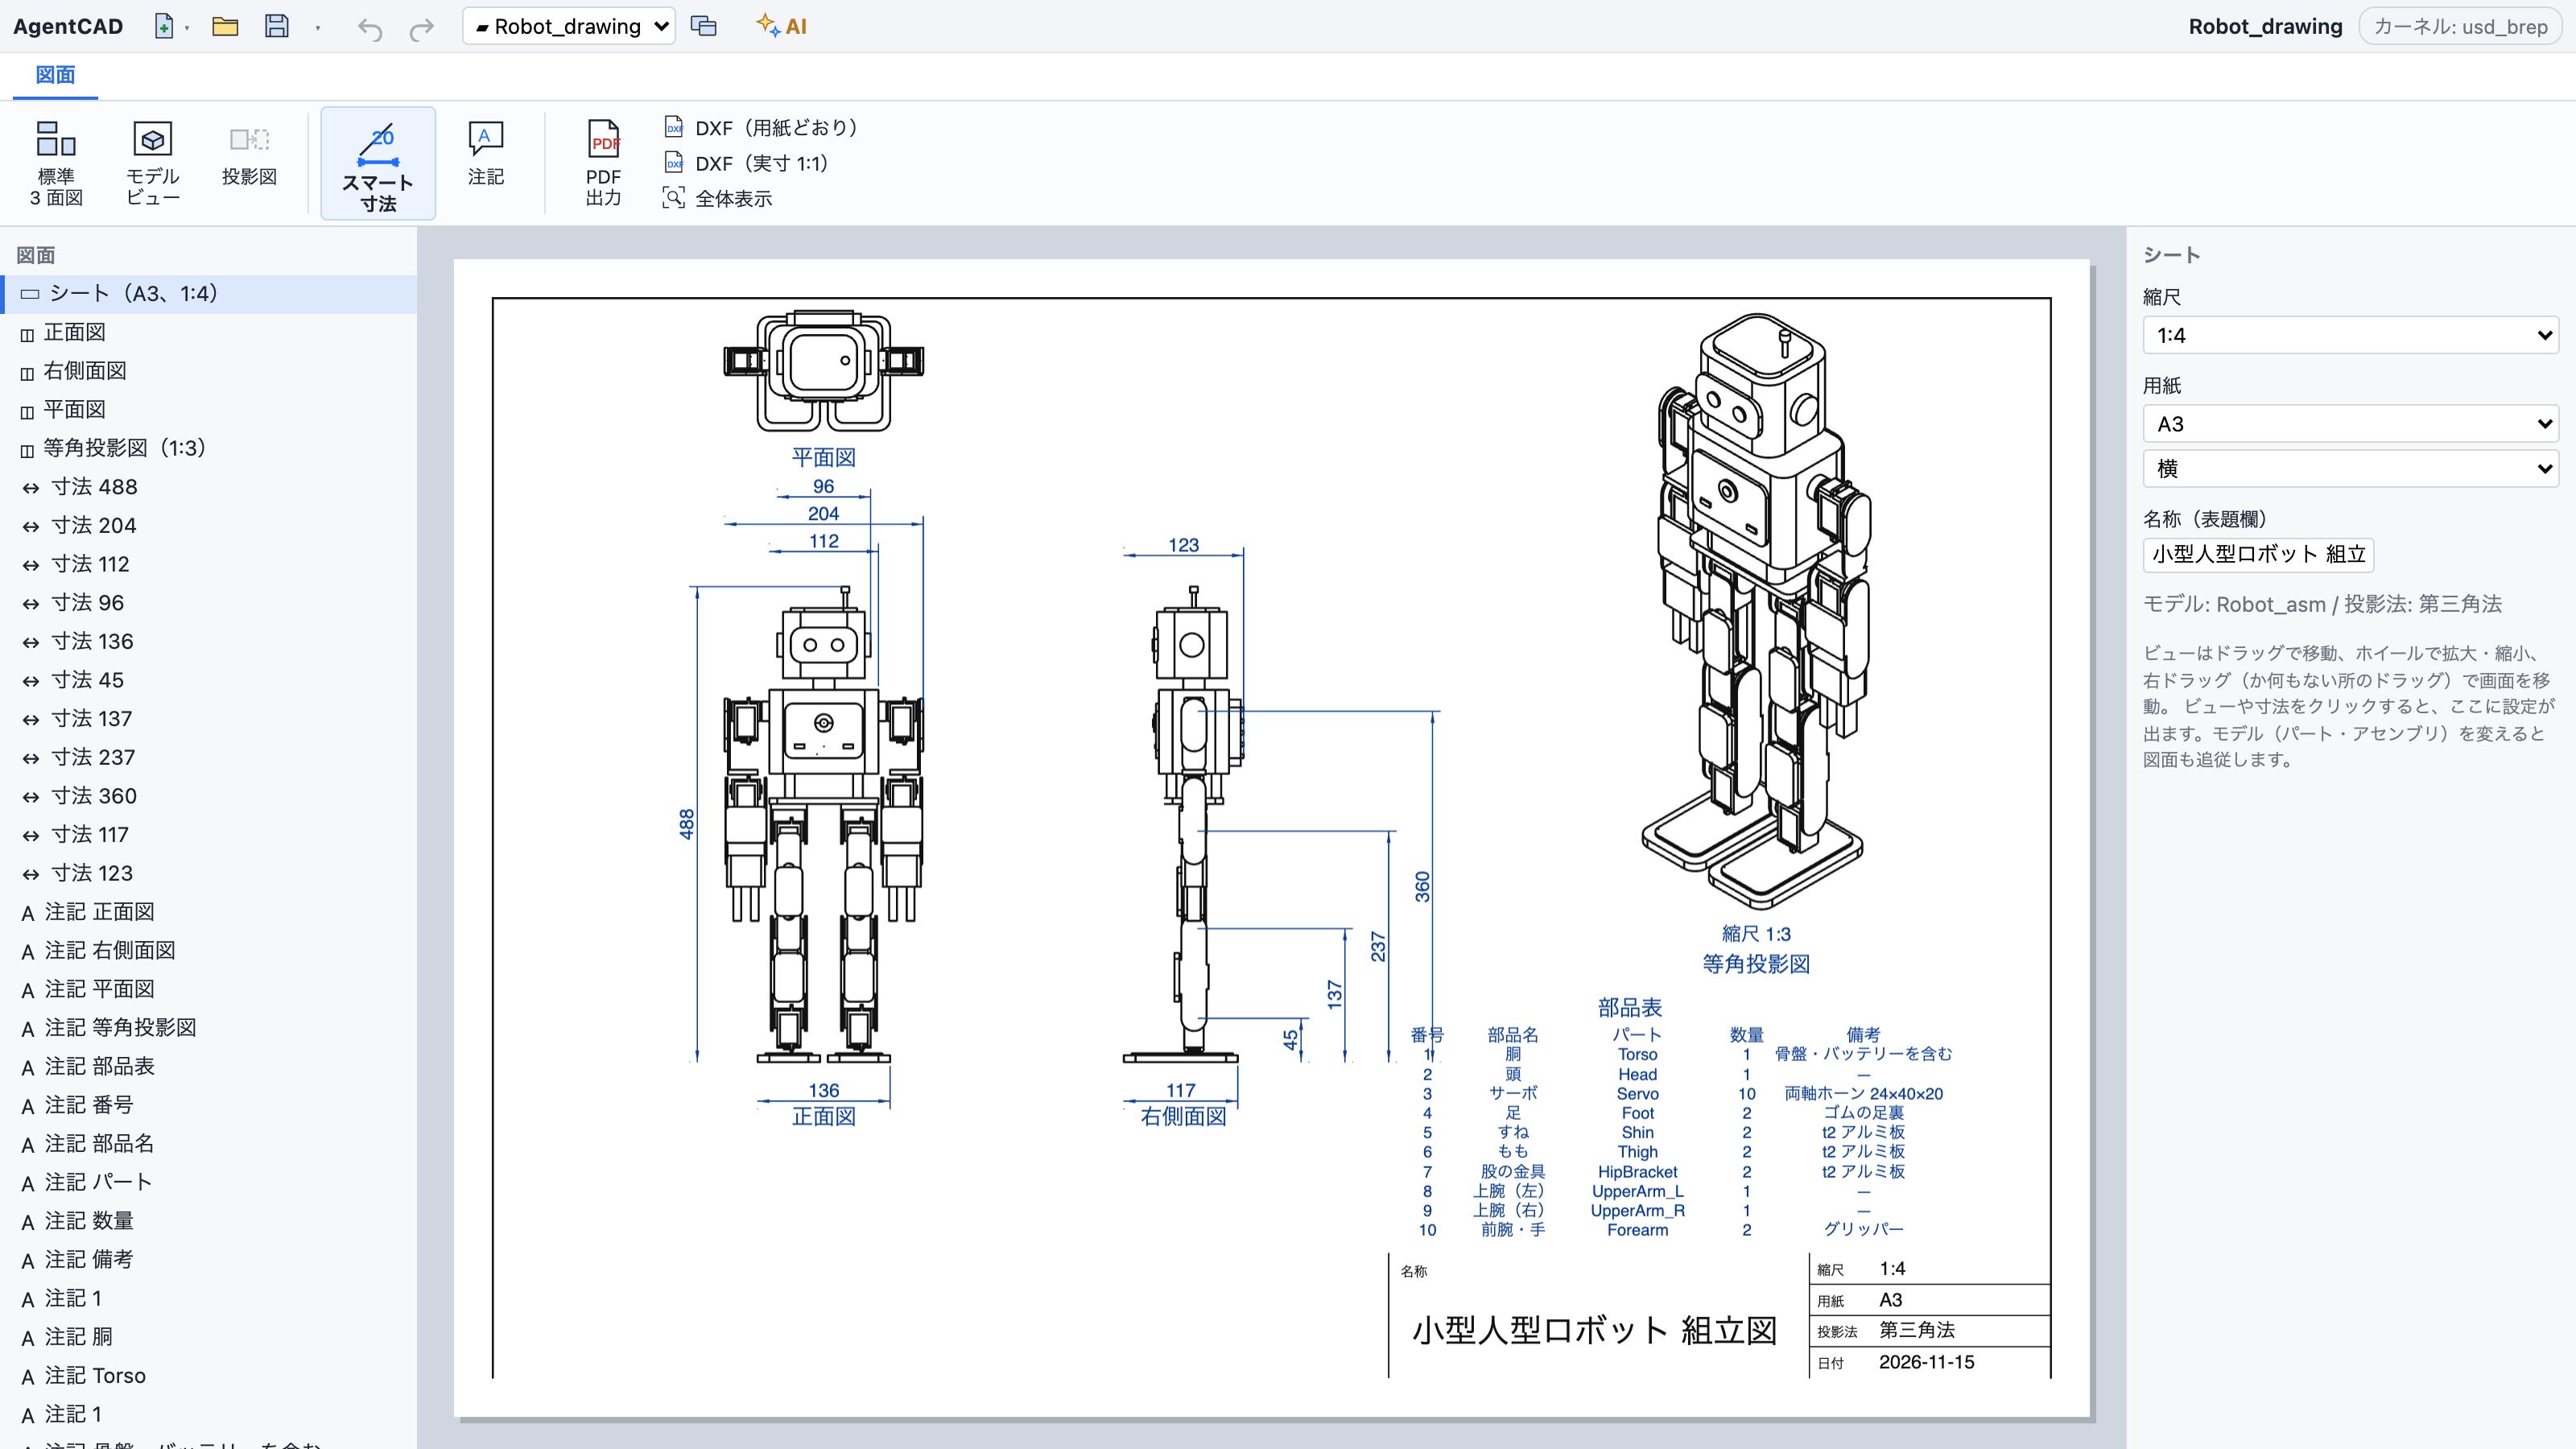 AgentCAD
Robot_drawing
AI
Robot_drawing
カーネル: usd_brep
図面
標準
3 面図
モデル
ビュー
投影図
20
スマート
寸法
A
注記
PDF
PDF
出力
DXF
DXF（用紙どおり）
DXF
DXF（実寸 1:1）
全体表示
図面
シート（A3、1:4）
正面図
右側面図
平面図
等角投影図（1:3）
寸法 488
寸法 204
寸法 112
寸法 96
寸法 136
寸法 45
寸法 137
寸法 237
寸法 360
寸法 117
寸法 123
A 注記 正面図
A 注記 右側面図
A 注記 平面図
A 注記 等角投影図
A 注記 部品表
A 注記 番号
A 注記 部品名
A 注記 パート
A 注記 数量
A 注記 備考
A 注記 1
A 注記 胴
A 注記 Torso
A 注記 1
平面図
96
204
112
488
136
正面図
123
360
237
137
45
117
右側面図
縮尺 1:3
等角投影図
部品表
番号 部品名 パート 数量 備考
1 胴 Torso 1 骨盤・バッテリーを含む
2 頭 Head 1 —
3 サーボ Servo 10 両軸ホーン 24×40×20
4 足 Foot 2 ゴムの足裏
5 すね Shin 2 t2 アルミ板
6 もも Thigh 2 t2 アルミ板
7 股の金具 HipBracket 2 t2 アルミ板
8 上腕（左） UpperArm_L 1 —
9 上腕（右） UpperArm_R 1 —
10 前腕・手 Forearm 2 グリッパー
名称
小型人型ロボット 組立図
縮尺 1:4
用紙 A3
投影法 第三角法
日付 2026-11-15
シート
縮尺
1:4
用紙
A3
横
名称（表題欄）
小型人型ロボット 組立
モデル: Robot_asm / 投影法: 第三角法
ビューはドラッグで移動、ホイールで拡大・縮小、
右ドラッグ（か何もない所のドラッグ）で画面を移
動。 ビューや寸法をクリックすると、ここに設定が
出ます。モデル（パート・アセンブリ）を変えると
図面も追従します。